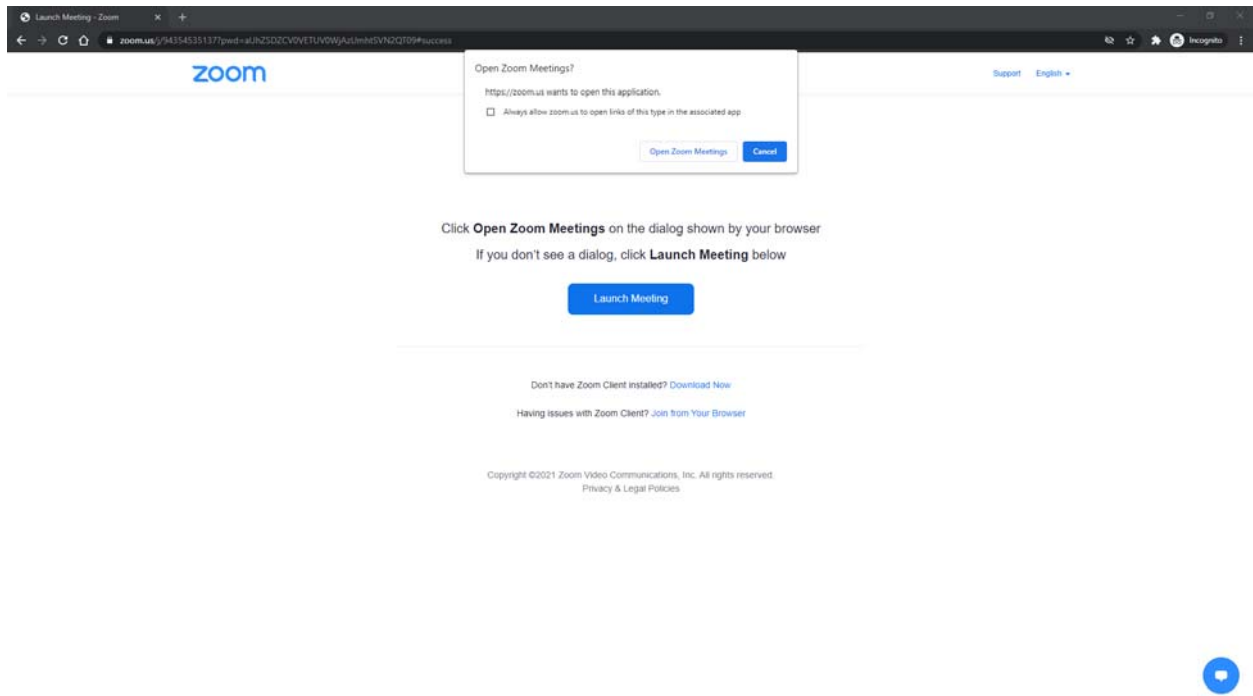 Launch Meeting - Zoom
zoom.us
Incognito
zoom
Support English
Open Zoom Meetings?
https://zoom.us wants to open this application.
Always allow zoom.us to open links of this type in the associated app
Open Zoom Meetings Cancel
Click Open Zoom Meetings on the dialog shown by your browser
If you don't see a dialog, click Launch Meeting below
Launch Meeting
Don't have Zoom Client installed? Download Now
Having issues with Zoom Client? Join from Your Browser
Copyright ©2021 Zoom Video Communications, Inc. All rights reserved.
Privacy & Legal Policies